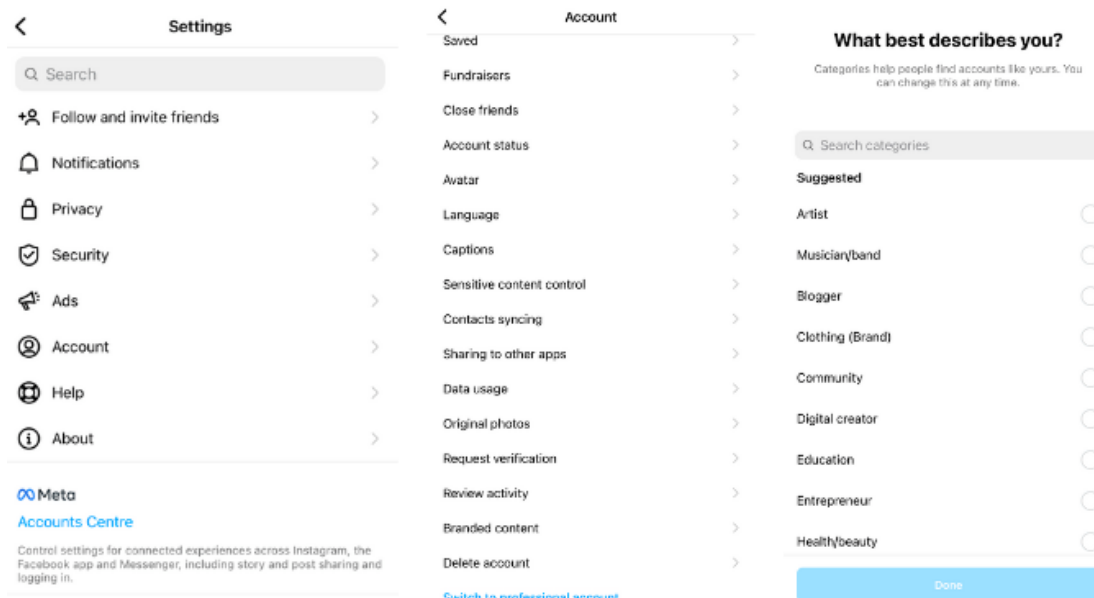 Settings
Search
Follow and invite friends
Notifications
Privacy
Security
Ads
Account
Help
About
Meta
Accounts Centre
Control settings for connected experiences across Instagram, the
Facebook app and Messenger, including story and post sharing and
logging in.
Account
Saved
Fundraisers
Close friends
Account status
Avatar
Language
Captions
Sensitive content control
Contacts syncing
Sharing to other apps
Data usage
Original photos
Request verification
Review activity
Branded content
Delete account
Switch to professional account
What best describes you?
Categories help people find accounts like yours. You
can change this at any time.
Search categories
Suggested
Artist
Musician/band
Blogger
Clothing (Brand)
Community
Digital creator
Education
Entrepreneur
Health/beauty
Done